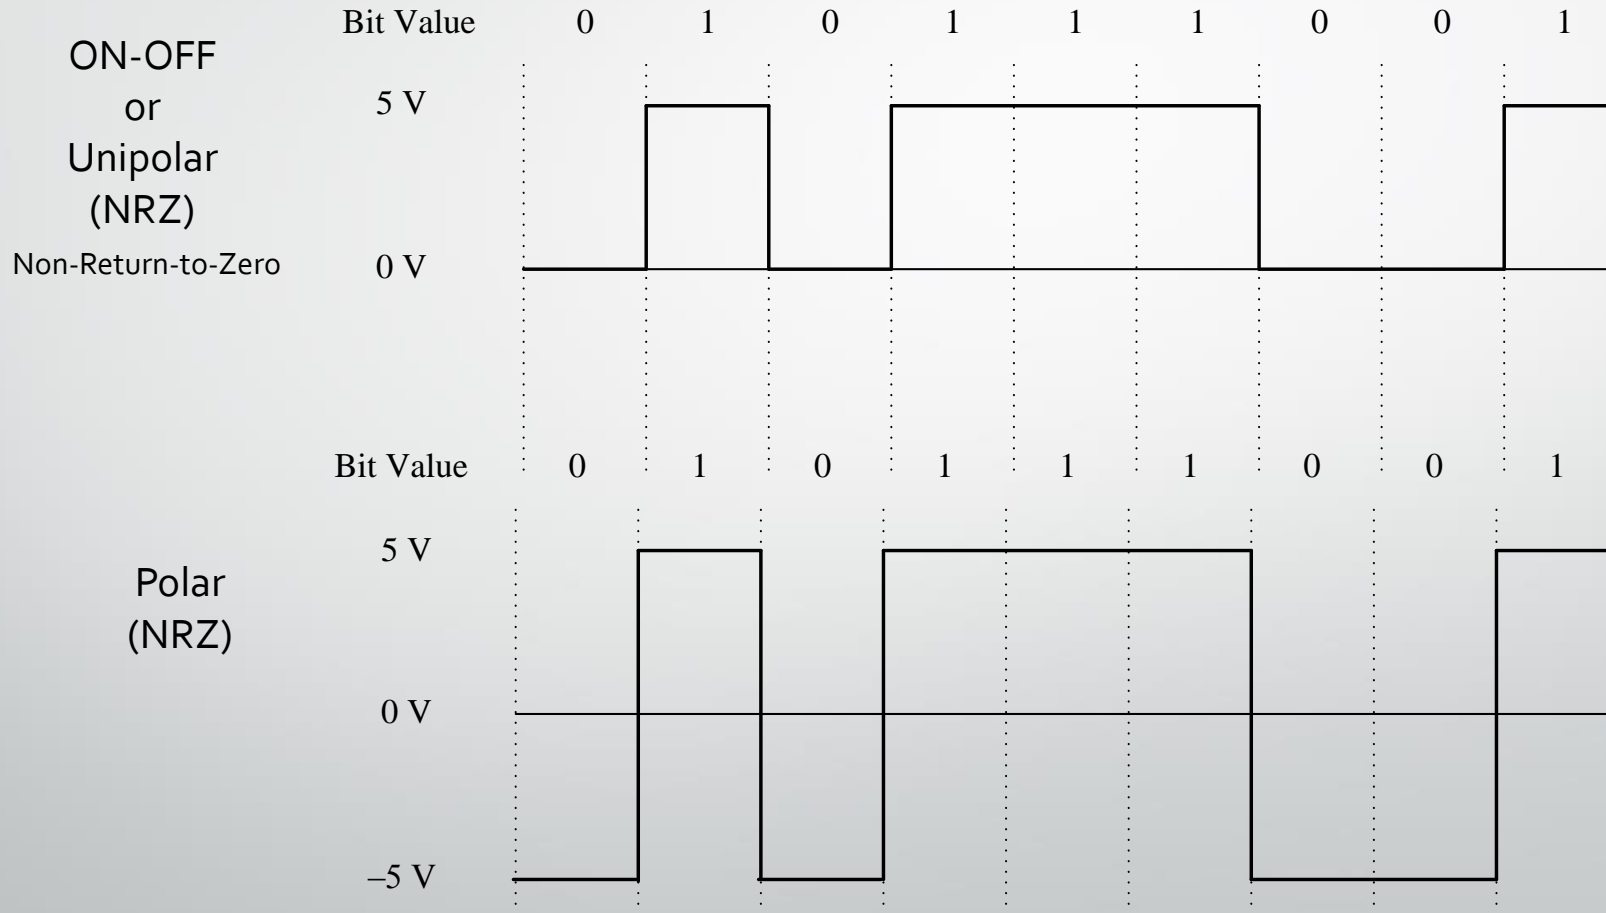 Bit Value 0 1 0 1 1 1 0 0 1
ON-OFF
or
Unipolar
(NRZ)
Non-Return-to-Zero
5 V
0 V
Bit Value 0 1 0 1 1 1 0 0 1
Polar
(NRZ)
5 V
0 V
–5 V